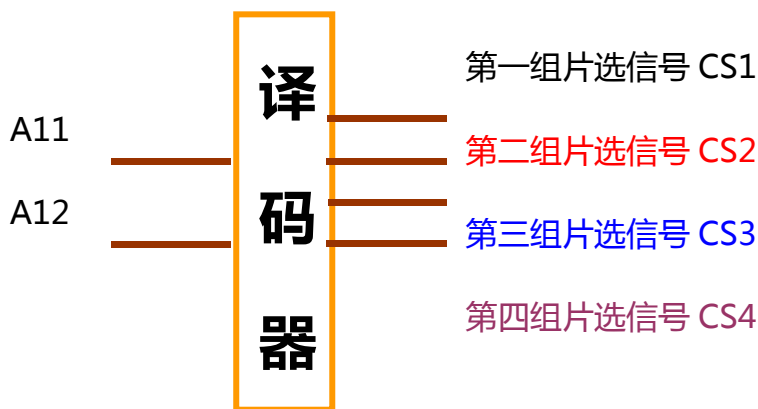 A11
A12
译
码
器
第一组片选信号 CS1
第二组片选信号 CS2
第三组片选信号 CS3
第四组片选信号 CS4